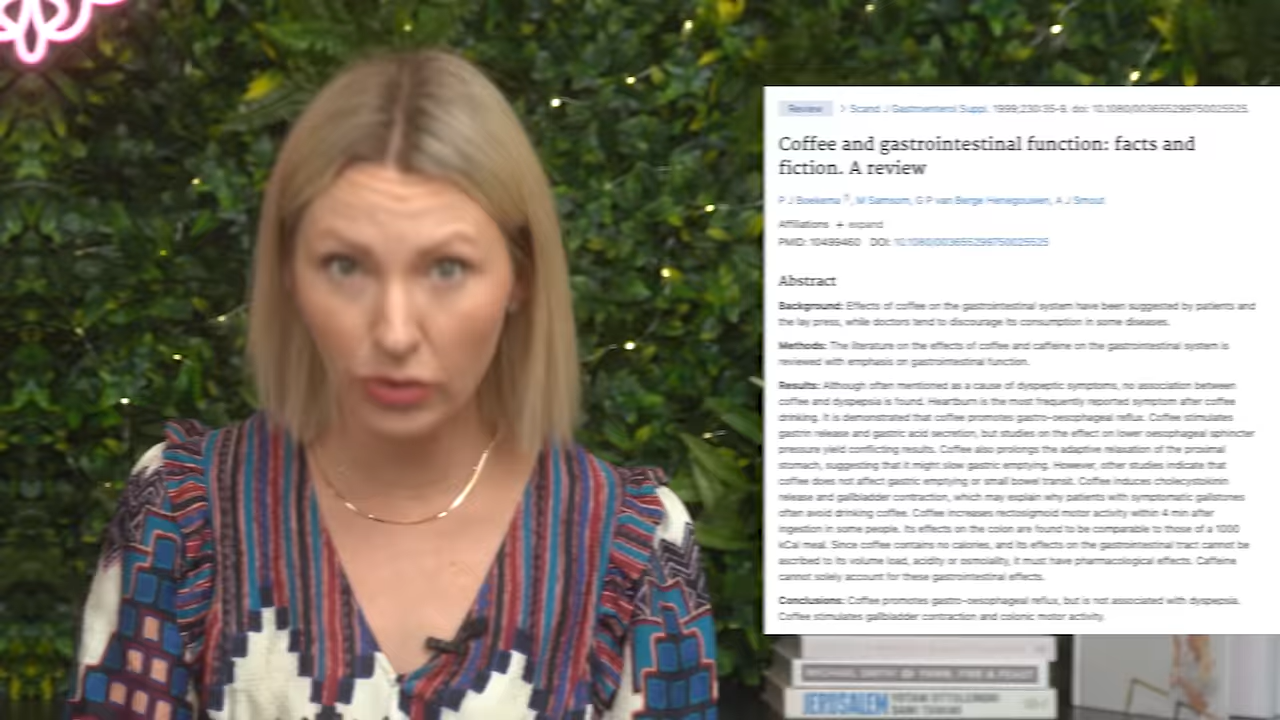 Review > Scand J Gastroenterol Suppl. 1999;230:35-9. doi: 10.1080/003655299750025525.
Coffee and gastrointestinal function: facts and
fiction. A review
P J Boekema 1, M Samsom, G P van Berge Henegouwen, A J Smout
Affiliations + expand
PMID: 10499460 DOI: 10.1080/003655299750025525
Abstract
Background: Effects of coffee on the gastrointestinal system have been suggested by patients and
the lay press, while doctors tend to discourage its consumption in some diseases.
Methods: The literature on the effects of coffee and caffeine on the gastrointestinal system is
reviewed with emphasis on gastrointestinal function.
Results: Although often mentioned as a cause of dyspeptic symptoms, no association between
coffee and dyspepsia is found. Heartburn is the most frequently reported symptom after coffee
drinking. It is demonstrated that coffee promotes gastro-oesophageal reflux. Coffee stimulates
gastrin release and gastric acid secretion, but studies on the effect on lower oesophageal sphincter
pressure yield conflicting results. Coffee also prolongs the adaptive relaxation of the proximal
stomach, suggesting that it might slow gastric emptying. However, other studies indicate that
coffee does not affect gastric emptying or small bowel transit. Coffee induces cholecystokinin
release and gallbladder contraction, which may explain why patients with symptomatic gallstones
often avoid drinking coffee. Coffee increases rectosigmoid motor activity within 4 min after
ingestion in some people. Its effects on the colon are found to be comparable to those of a 1000
kCal meal. Since coffee contains no calories, and its effects on the gastrointestinal tract cannot be
ascribed to its volume load, acidity or osmolality, it must have pharmacological effects. Caffeine
cannot solely account for these gastrointestinal effects.
Conclusions: Coffee promotes gastro-oesophageal reflux, but is not associated with dyspepsia.
Coffee stimulates gallbladder contraction and colonic motor activity.
JERUSALEM